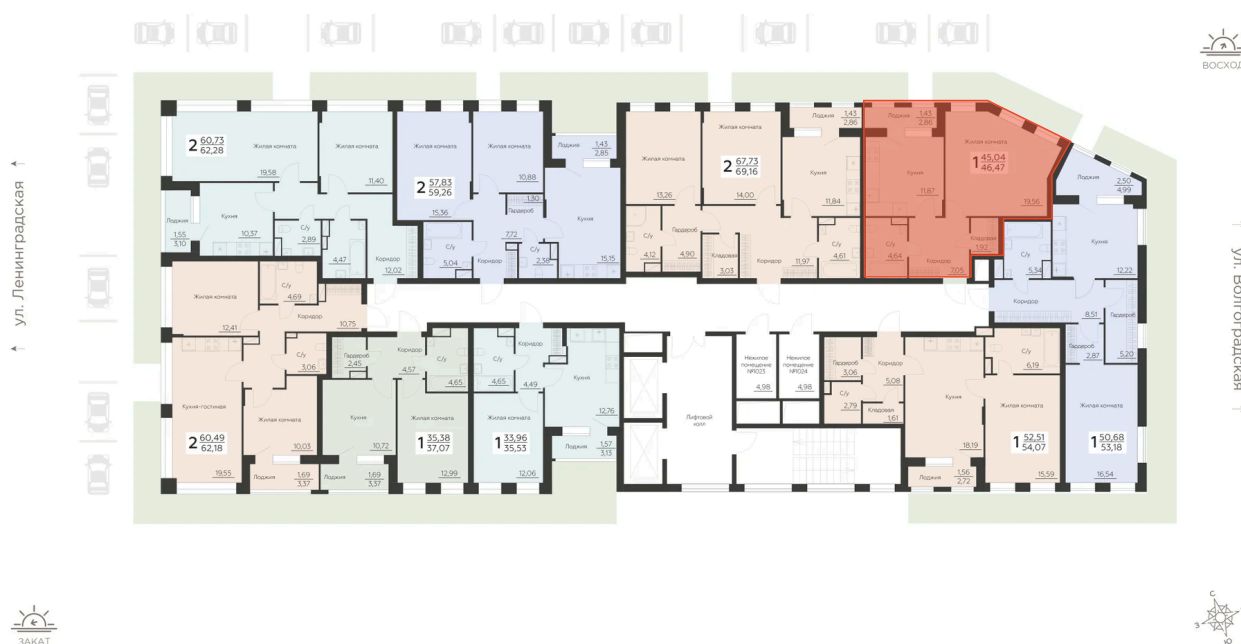 ВОСХОД
ул. Ленинградская
ул. Волгоградская
2 60,73
62,28
Жилая комната
19,58
Жилая комната
11,40
Лоджия
1,55
3,10
Кухня
10,37
С/у
2,89
С/у
4,47
Коридор
12,02
2 57,83
59,26
Жилая комната
15,36
Жилая комната
10,88
Гардероб
1,30
Лоджия
1,43
2,85
С/у
5,04
Коридор
7,72
С/у
2,38
Кухня
15,15
Жилая комната
13,26
2 67,73
69,16
Жилая комната
14,00
Лоджия
1,43
2,86
Кухня
11,84
С/у
4,12
Гардероб
4,90
Кладовая
3,03
Коридор
11,97
С/у
4,61
Лоджия
1,43
2,86
Кухня
11,87
Жилая комната
1 45,04
46,47
19,56
С/у
4,64
Коридор
7,05
Кладовая
1,92
Лоджия
2,50
4,99
Кухня
12,22
С/у
5,34
Коридор
8,51
Гардероб
5,20
Гардероб
2,87
Жилая комната
1 50,68
53,18
16,54
Жилая комната
12,41
С/у
4,69
Коридор
10,75
С/у
3,06
Кухня-гостиная
2 60,49
62,18
19,55
Жилая комната
10,03
Лоджия
1,69
3,37
Гардероб
2,45
Коридор
4,57
С/у
4,65
Кухня
10,72
Жилая комната
1 35,38
37,07
12,99
Лоджия
1,69
3,37
С/у
4,65
Коридор
4,49
Жилая комната
1 33,96
35,53
12,06
Кухня
12,76
Лоджия
1,57
3,13
Лифтовой
холл
Нежилое
помещение
№1023
4,98
Нежилое
помещение
№1024
4,98
Гардероб
3,06
Коридор
5,08
С/у
2,79
Кладовая
1,61
Кухня
18,19
Лоджия
1,56
2,72
С/у
6,19
Жилая комната
1 52,51
54,07
15,59
ЗАКАТ
С
З
Ю